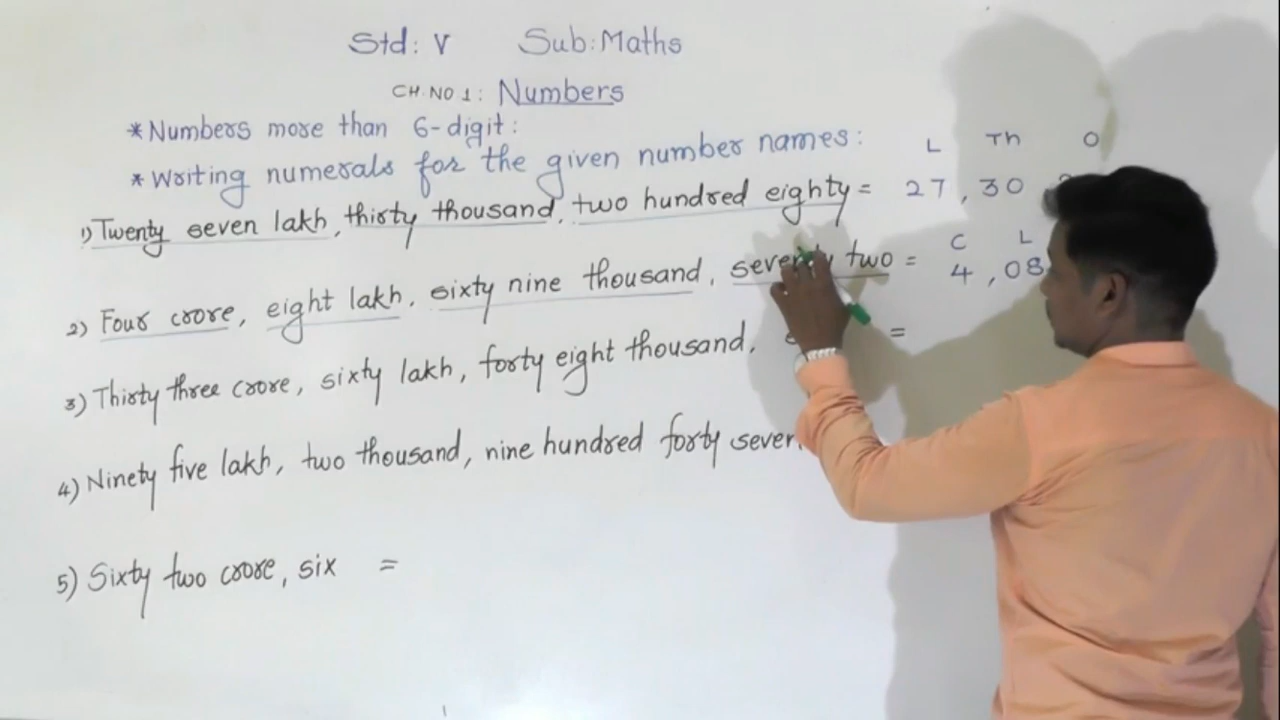 Std: V Sub: Maths
CH. NO 1: Numbers
* Numbers more than 6-digit:
* Writing numerals for the given number names:
L Th O
1) Twenty seven lakh, thirty thousand, two hundred eighty = 27, 30
C L
2) Four crore, eight lakh, sixty nine thousand, seventy two = 4, 08
3) Thirty three crore, sixty lakh, forty eight thousand, =
4) Ninety five lakh, two thousand, nine hundred forty seven
5) Sixty two crore, six =